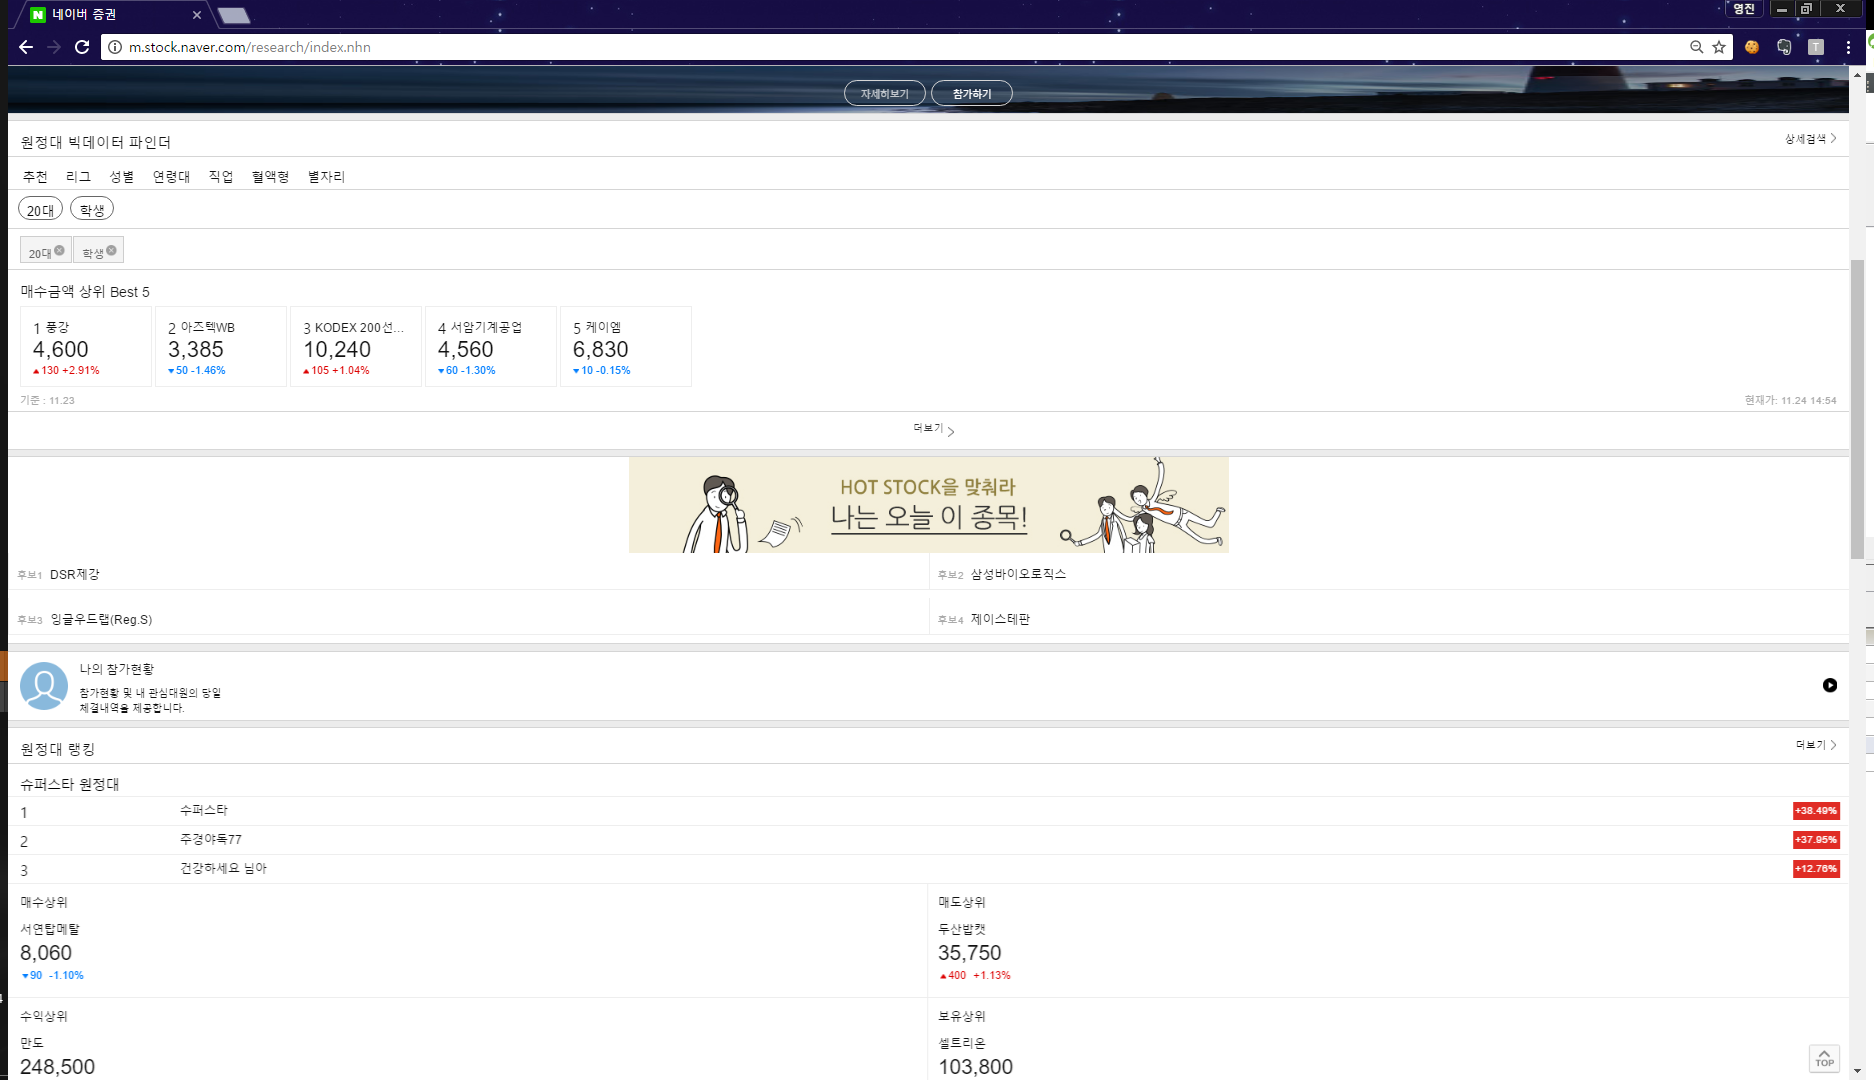 네이버 증권
영진
m.stock.naver.com/research/index.nhn
T
자세히보기 참가하기
원정대 빅데이터 파인더
상세검색
추천 리그 성별 연령대 직업 혈액형 별자리
20대 학생
20대 학생
매수금액 상위 Best 5
1 풍강
4,600
▲130 +2.91%
2 아즈텍WB
3,385
▼50 -1.46%
3 KODEX 200선...
10,240
▲105 +1.04%
4 서암기계공업
4,560
▼60 -1.30%
5 케이엠
6,830
▼10 -0.15%
기준 : 11.23
현재가: 11.24 14:54
더보기
HOT STOCK을 맞춰라
나는 오늘 이 종목!
후보1 DSR제강
후보2 삼성바이오로직스
후보3 잉글우드랩(Reg.S)
후보4 제이스테판
나의 참가현황
참가현황 및 내 관심대원의 당일
체결내역을 제공합니다.
원정대 랭킹
더보기
슈퍼스타 원정대
1 수퍼스타 +38.49%
2 주경야독77 +37.95%
3 건강하세요 님아 +12.76%
매수상위
서연탑메탈
8,060
▼90 -1.10%
매도상위
두산밥캣
35,750
▲400 +1.13%
수익상위
만도
248,500
보유상위
셀트리온
103,800
TOP